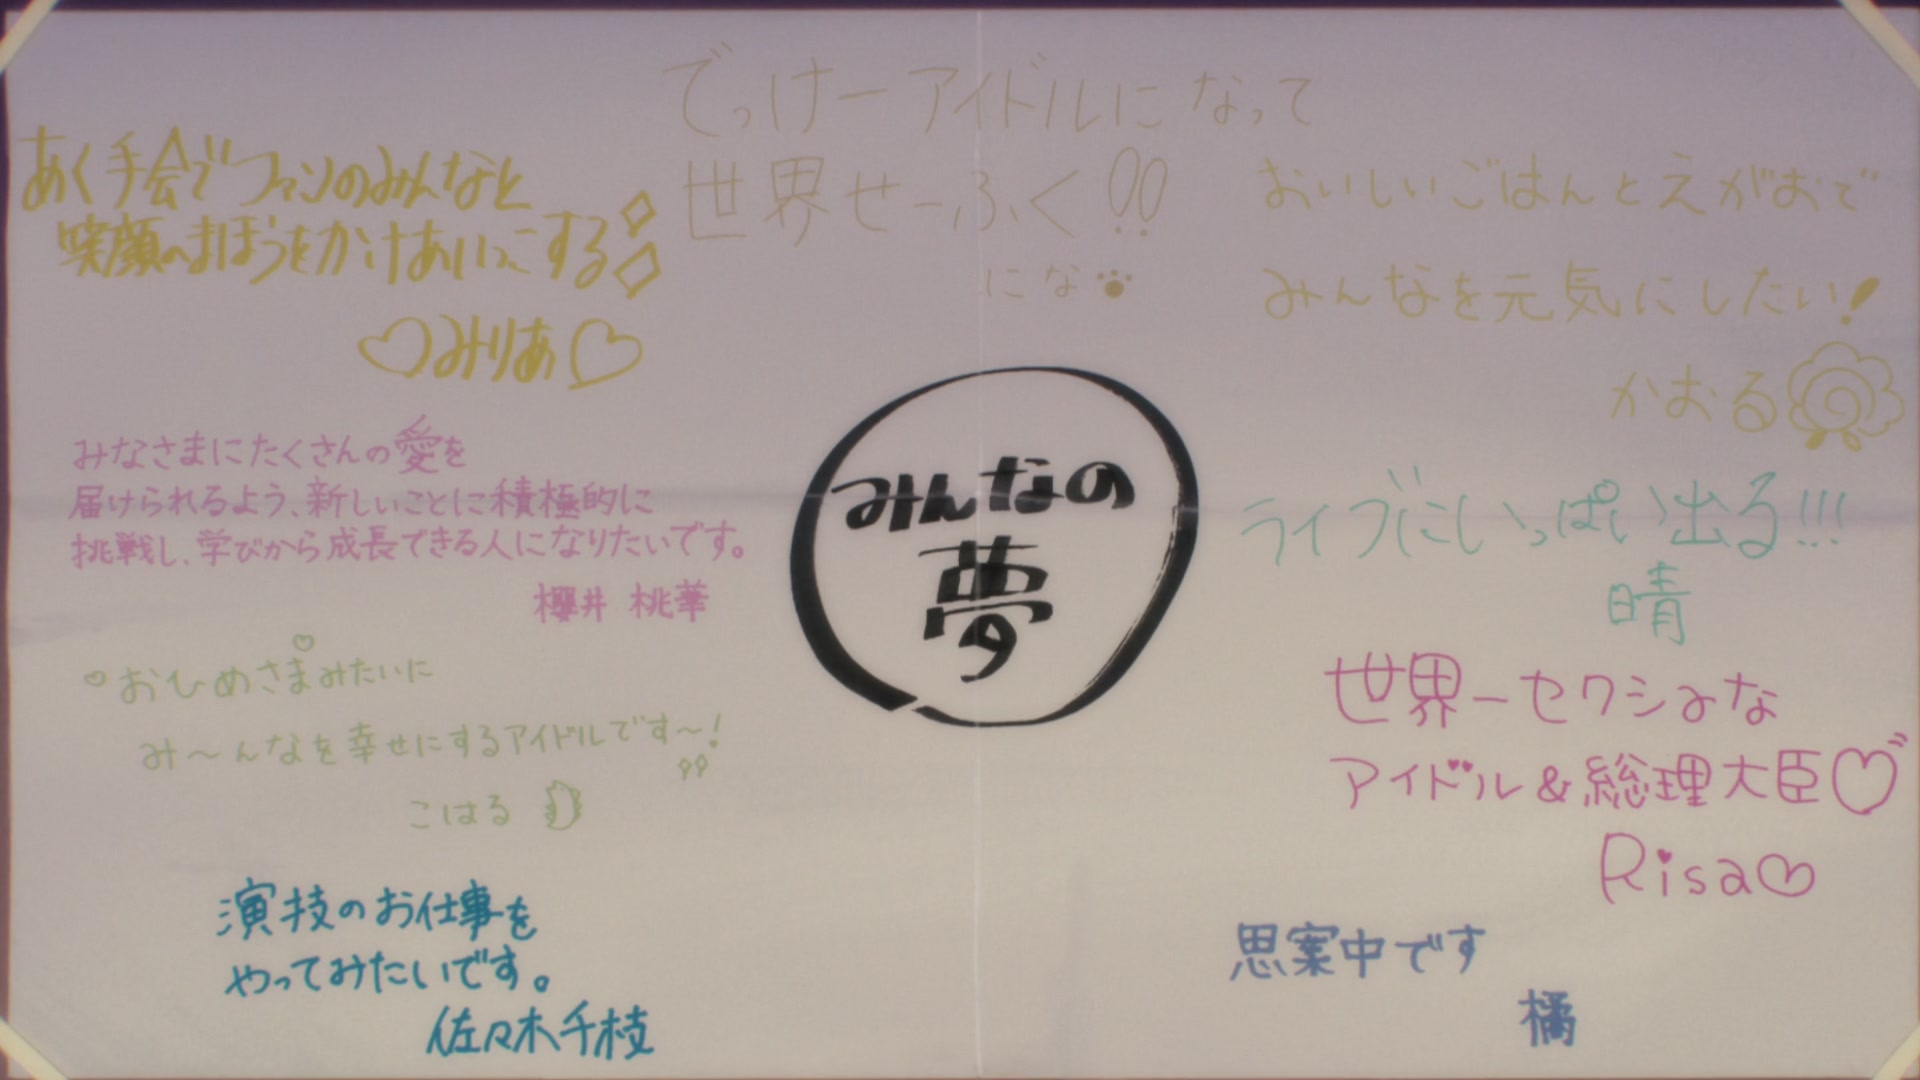 でっけーアイドルになって
世界せーふく!!
にな
あく手会でファンのみんなと
笑顔のまほうをかけあいっこする
みりあ
おいしいごはんとえがおで
みんなを元気にしたい!
かおる
みなさまにたくさんの愛を
届けられるよう、新しいことに積極的に
挑戦し、学びから成長できる人になりたいです。
櫻井 桃華
みんなの
夢
ライブにいっぱい出る!!!
晴
おひめさまみたいに
み〜んなを幸せにするアイドルです〜!
こはる
世界一セクシみな
アイドル&総理大臣
Risa
演技のお仕事を
やってみたいです。
佐々木千枝
思案中です
橘